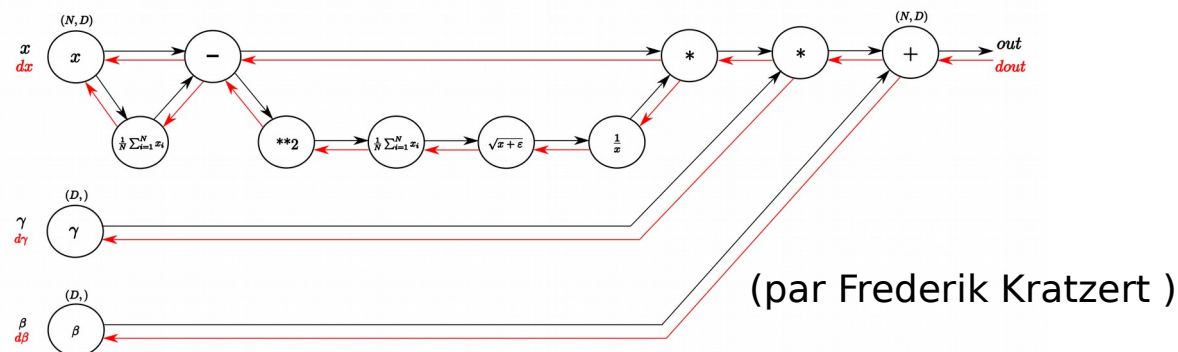 (N, D)
(N, D)
x
dx
x
−
*
*
+
out
dout
1/N ∑_{i=1}^{N} x_i
**2
1/N ∑_{i=1}^{N} x_i
√x + ε
1/x
(D,)
γ
dγ
γ
(par Frederik Kratzert )
(D,)
β
dβ
β